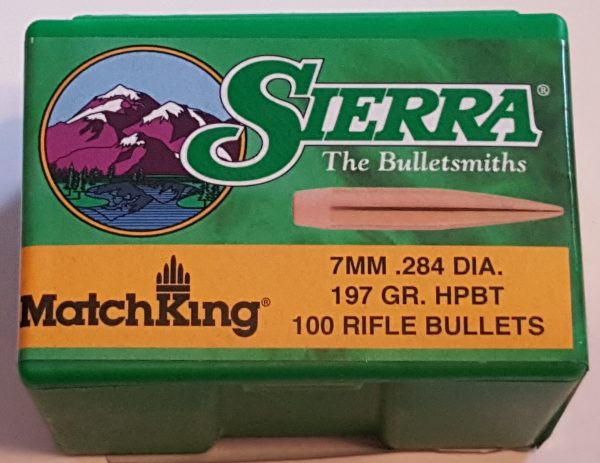 SIERRA®
The Bulletsmiths
7MM .284 DIA.
197 GR. HPBT
100 RIFLE BULLETS
MatchKing®